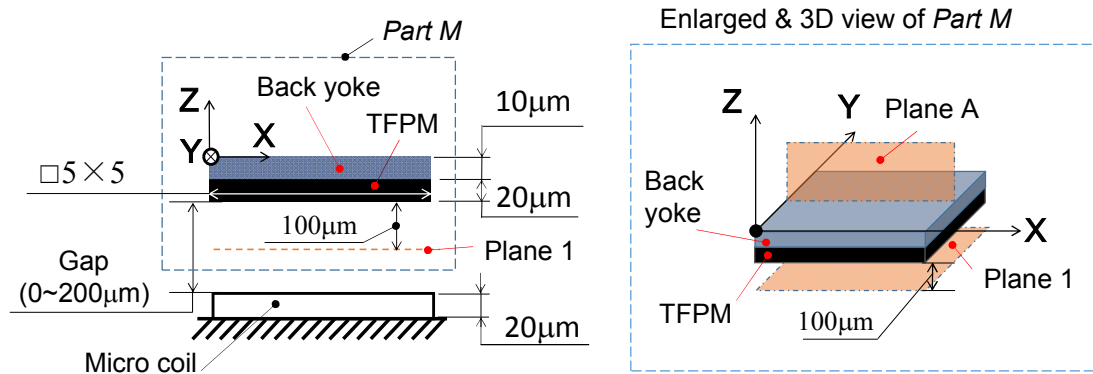 Enlarged & 3D view of Part M
Part M
Z
Back yoke
10μm
Y
X
TFPM
□5×5
20μm
100μm
Plane 1
Gap
(0~200μm)
20μm
Micro coil
Z
Y
Plane A
Back
yoke
X
TFPM
Plane 1
100μm